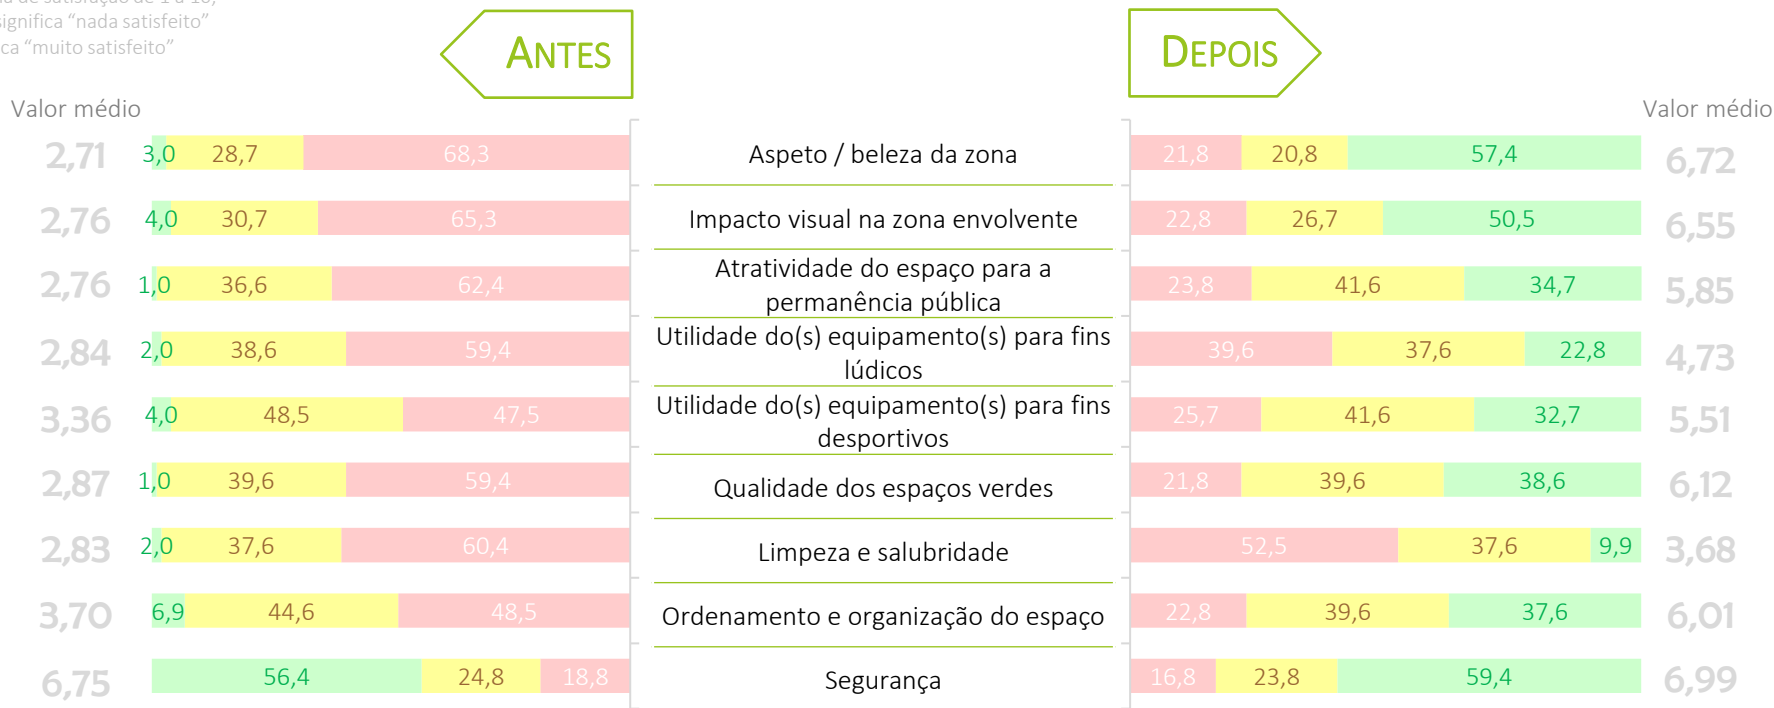 de satisfação de 1 a 10,
significa “nada satisfeito”
“muito satisfeito”
ANTES
DEPOIS
Valor médio
Valor médio
2,71 3,0 28,7 68,3 Aspeto / beleza da zona 21,8 20,8 57,4 6,72
2,76 4,0 30,7 65,3 Impacto visual na zona envolvente 22,8 26,7 50,5 6,55
2,76 1,0 36,6 62,4 Atratividade do espaço para a
permanência pública 23,8 41,6 34,7 5,85
2,84 2,0 38,6 59,4 Utilidade do(s) equipamento(s) para fins
lúdicos 39,6 37,6 22,8 4,73
3,36 4,0 48,5 47,5 Utilidade do(s) equipamento(s) para fins
desportivos 25,7 41,6 32,7 5,51
2,87 1,0 39,6 59,4 Qualidade dos espaços verdes 21,8 39,6 38,6 6,12
2,83 2,0 37,6 60,4 Limpeza e salubridade 52,5 37,6 9,9 3,68
3,70 6,9 44,6 48,5 Ordenamento e organização do espaço 22,8 39,6 37,6 6,01
6,75 56,4 24,8 18,8 Segurança 16,8 23,8 59,4 6,99